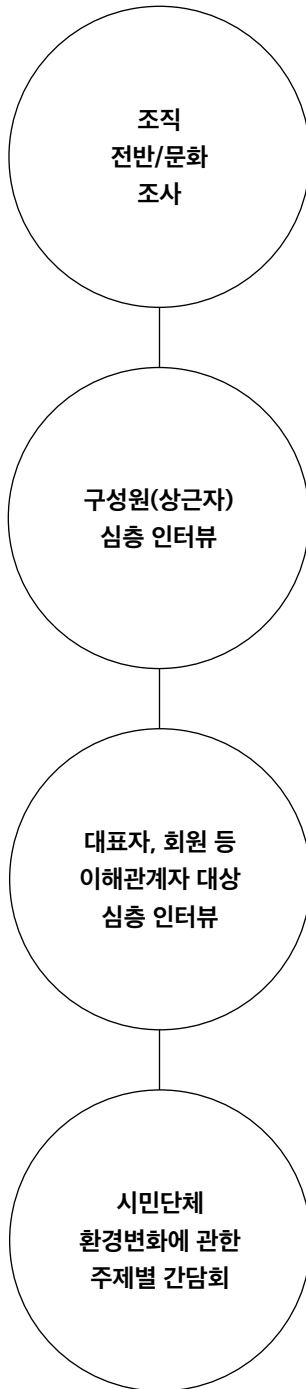 조직
전반/문화
조사
구성원(상근자)
심층 인터뷰
대표자, 회원 등
이해관계자 대상
심층 인터뷰
시민단체
환경변화에 관한
주제별 간담회